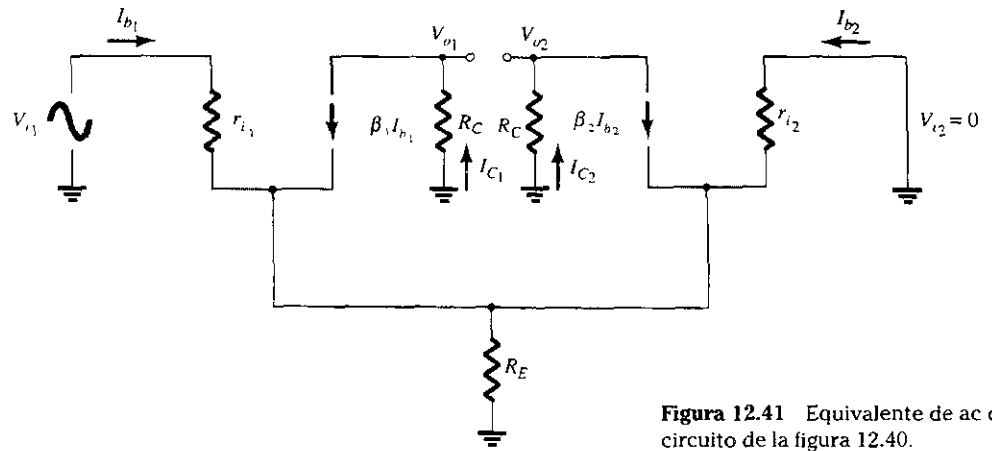 I_{b1}
V_{o1}
V_{o2}
I_{b2}
V_{i1}
r_{i1}
β_1 I_{b1}
R_C
R_C
β_2 I_{b2}
r_{i2}
V_{i2} = 0
I_{C1}
I_{C2}
R_E
Figura 12.41 Equivalente de ac
circuito de la figura 12.40.